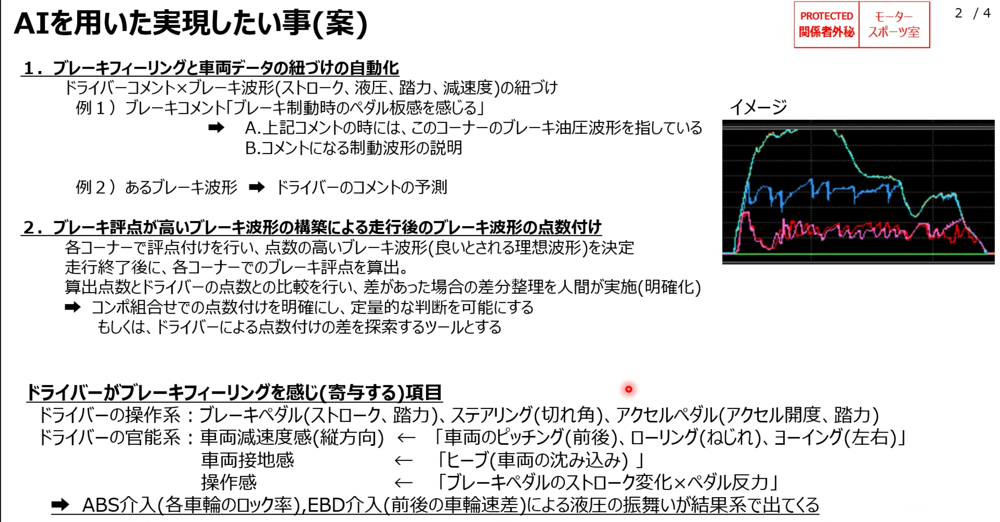 AIを用いた実現したい事(案)
PROTECTED
関係者外秘
モーター
スポーツ室
2 / 4
１．ブレーキフィーリングと車両データの紐づけの自動化
ドライバーコメント×ブレーキ波形(ストローク、液圧、踏力、減速度)の紐づけ
例１）ブレーキコメント「ブレーキ制動時のペダル板感を感じる」
➡ A.上記コメントの時には、このコーナーのブレーキ油圧波形を指している
B.コメントになる制動波形の説明
イメージ
例２）あるブレーキ波形 ➡ ドライバーのコメントの予測
２．ブレーキ評点が高いブレーキ波形の構築による走行後のブレーキ波形の点数付け
各コーナーで評点付けを行い、点数の高いブレーキ波形(良いとされる理想波形)を決定
走行終了後に、各コーナーでのブレーキ評点を算出。
算出点数とドライバーの点数との比較を行い、差があった場合の差分整理を人間が実施(明確化)
➡ コンポ組合せでの点数付けを明確にし、定量的な判断を可能にする
もしくは、ドライバーによる点数付けの差を探索するツールとする
ドライバーがブレーキフィーリングを感じ(寄与する)項目
ドライバーの操作系：ブレーキペダル(ストローク、踏力)、ステアリング(切れ角)、アクセルペダル(アクセル開度、踏力)
ドライバーの官能系：車両減速度感(縦方向) ← 「車両のピッチング(前後)、ローリング(ねじれ)、ヨーイング(左右)」
車両接地感 ← 「ヒーブ(車両の沈み込み) 」
操作感 ← 「ブレーキペダルのストローク変化×ペダル反力」
➡ ABS介入(各車輪のロック率),EBD介入(前後の車輪速差)による液圧の振舞いが結果系で出てくる